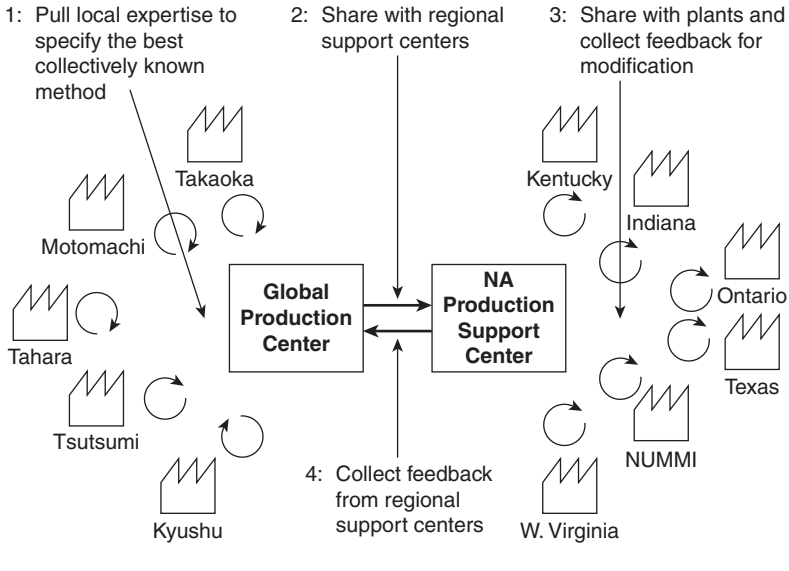 1: Pull local expertise to
specify the best
collectively known
method
2: Share with regional
support centers
3: Share with plants and
collect feedback for
modification
Takaoka
Motomachi
Tahara
Tsutsumi
Kyushu
Global
Production
Center
NA
Production
Support
Center
Kentucky
Indiana
Ontario
Texas
NUMMI
W. Virginia
4: Collect feedback
from regional
support centers